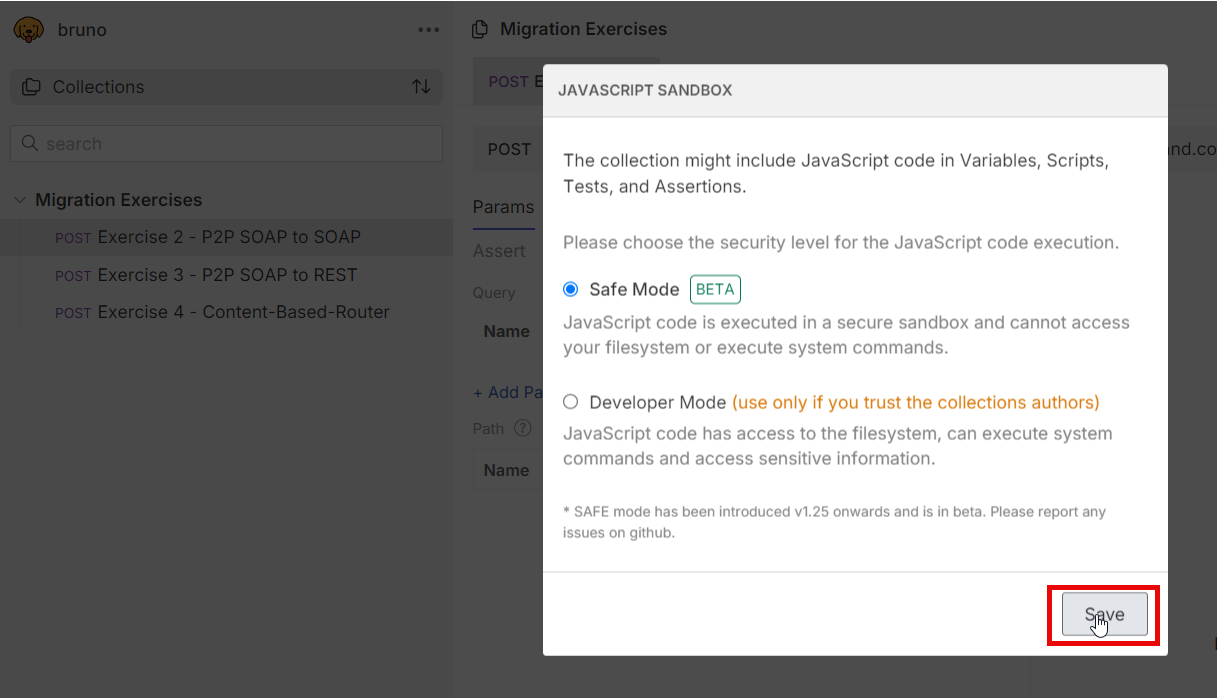 bruno
Collections
search
Migration Exercises
POST Exercise 2 - P2P SOAP to SOAP
POST Exercise 3 - P2P SOAP to REST
POST Exercise 4 - Content-Based-Router
Migration Exercises
POST E
POST
nd.co
Params
Assert
Query
Name
+ Add Pa
Path ?
Name
JAVASCRIPT SANDBOX
The collection might include JavaScript code in Variables, Scripts,
Tests, and Assertions.
Please choose the security level for the JavaScript code execution.
Safe Mode BETA
JavaScript code is executed in a secure sandbox and cannot access
your filesystem or execute system commands.
Developer Mode (use only if you trust the collections authors)
JavaScript code has access to the filesystem, can execute system
commands and access sensitive information.
* SAFE mode has been introduced v1.25 onwards and is in beta. Please report any
issues on github.
Save